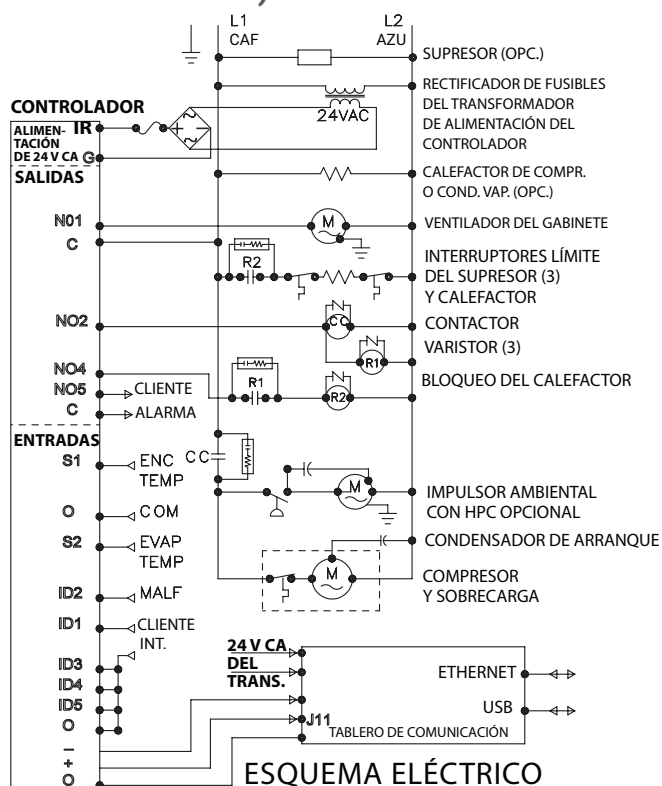 L1
CAF
L2
AZU
SUPRESOR (OPC.)
RECTIFICADOR DE FUSIBLES
DEL TRANSFORMADOR
DE ALIMENTACIÓN DEL
CONTROLADOR
24VAC
CONTROLADOR
ALIMEN-
TACIÓN
DE 24 V CA
IR
G
SALIDAS
CALEFACTOR DE COMPR.
O COND. VAP. (OPC.)
NO1
M
VENTILADOR DEL GABINETE
C
R2
INTERRUPTORES LÍMITE
DEL SUPRESOR (3)
Y CALEFACTOR
NO2
CC
CONTACTOR
R1
VARISTOR (3)
NO4
R1
R2
BLOQUEO DEL CALEFACTOR
NO5
CLIENTE
C
ALARMA
ENTRADAS
S1
ENC
TEMP
CC
M
IMPULSOR AMBIENTAL
CON HPC OPCIONAL
O
COM
S2
EVAP
TEMP
CONDENSADOR DE ARRANQUE
M
COMPRESOR
Y SOBRECARGA
ID2
MALF
ID1
CLIENTE
INT.
ID3
ID4
ID5
O
24 V CA
DEL
TRANS.
ETHERNET
USB
J11
TABLERO DE COMUNICACIÓN
–
+
O
ESQUEMA ELÉCTRICO